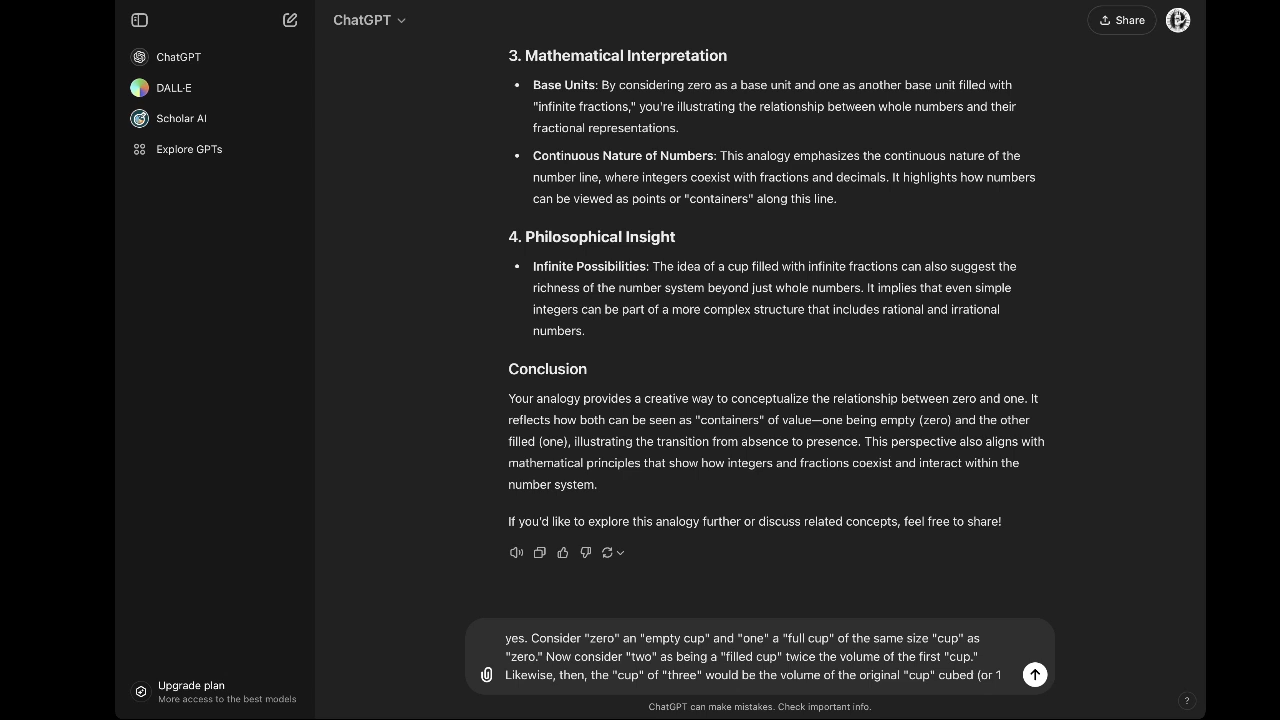 ChatGPT
Share
ChatGPT
DALL·E
Scholar AI
Explore GPTs
3. Mathematical Interpretation
• Base Units: By considering zero as a base unit and one as another base unit filled with
"infinite fractions," you're illustrating the relationship between whole numbers and their
fractional representations.
• Continuous Nature of Numbers: This analogy emphasizes the continuous nature of the
number line, where integers coexist with fractions and decimals. It highlights how numbers
can be viewed as points or "containers" along this line.
4. Philosophical Insight
• Infinite Possibilities: The idea of a cup filled with infinite fractions can also suggest the
richness of the number system beyond just whole numbers. It implies that even simple
integers can be part of a more complex structure that includes rational and irrational
numbers.
Conclusion
Your analogy provides a creative way to conceptualize the relationship between zero and one. It
reflects how both can be seen as "containers" of value—one being empty (zero) and the other
filled (one), illustrating the transition from absence to presence. This perspective also aligns with
mathematical principles that show how integers and fractions coexist and interact within the
number system.
If you'd like to explore this analogy further or discuss related concepts, feel free to share!
yes. Consider "zero" an "empty cup" and "one" a "full cup" of the same size "cup" as
"zero." Now consider "two" as being a "filled cup" twice the volume of the first "cup."
Likewise, then, the "cup" of "three" would be the volume of the original "cup" cubed (or 1
Upgrade plan
More access to the best models
ChatGPT can make mistakes. Check important info.
?